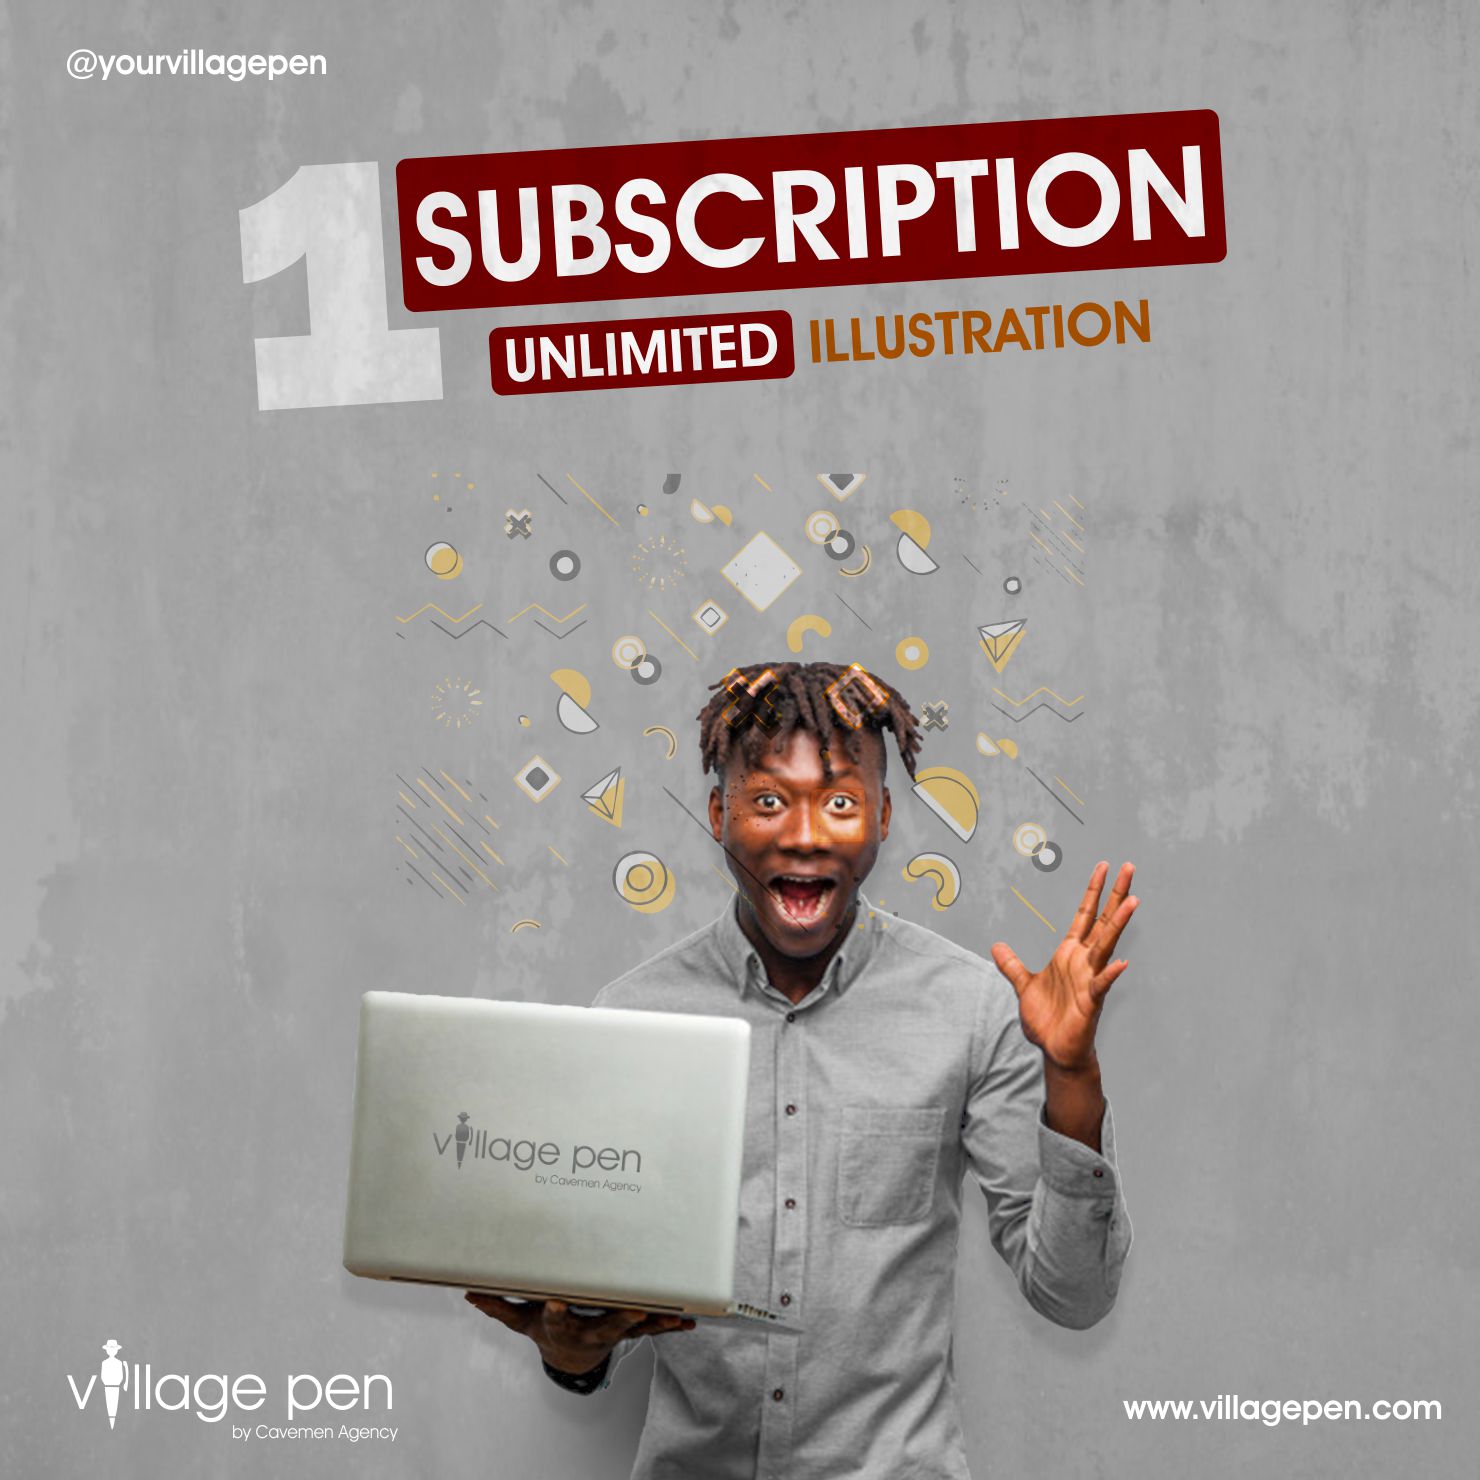 @yourvillagepen
1 SUBSCRIPTION
UNLIMITED ILLUSTRATION
village pen
by Cavemen Agency
village pen
by Cavemen Agency
www.villagepen.com